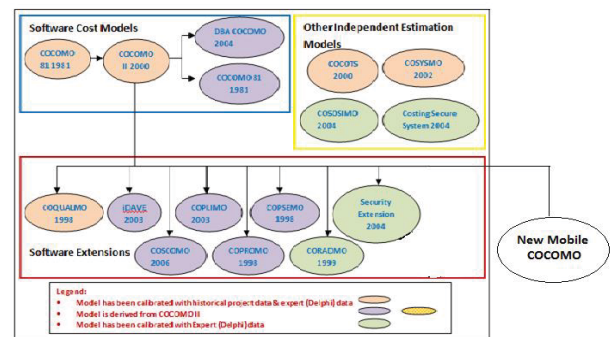 Software Cost Models
COCOMO
81 1981
COCOMO
II 2000
DBA COCOMO
2004
COCOMO 81
1981
Other Independent Estimation
Models
COCOTS
2000
COSYSMO
2002
COSOSIMO
2004
Costing Secure
System 2004
COQUALMO
1998
iDAVE
2003
COPLIMO
2003
COPSEMO
1998
Security
Extension
2004
Software Extensions
COSCOMO
2006
COPROMO
1998
CORADMO
1999
New Mobile
COCOMO
Legend:
• Model has been calibrated with historical project data & expert (Delphi) data
• Model is derived from COCOMO II
• Model has been calibrated with Expert (Delphi) data